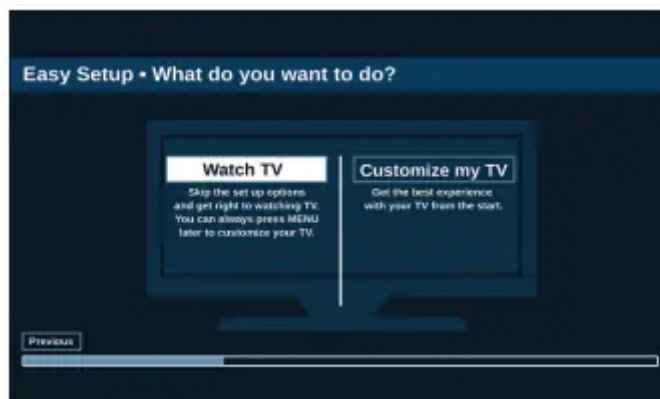 Easy Setup • What do you want to do?
Watch TV
Skip the set up options
and get right to watching TV.
You can always press MENU
later to customize your TV.
Customize my TV
Get the best experience
with your TV from the start.
Previous